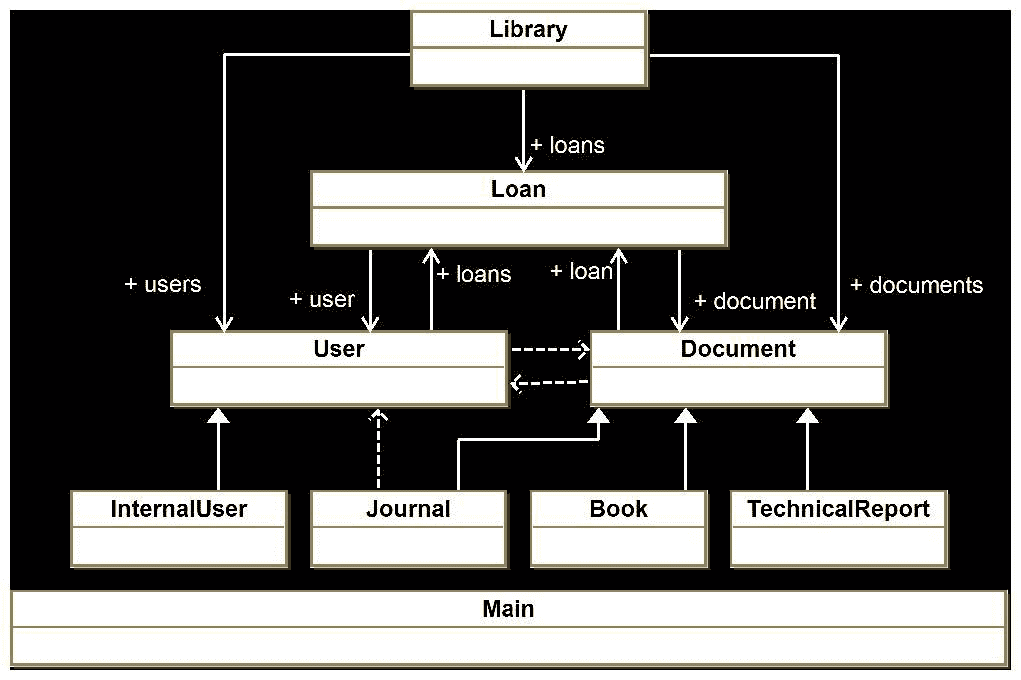 Library
+ loans
Loan
+ users
+ user
+ loans
+ loan
+ document
+ documents
User
Document
InternalUser
Journal
Book
TechnicalReport
Main